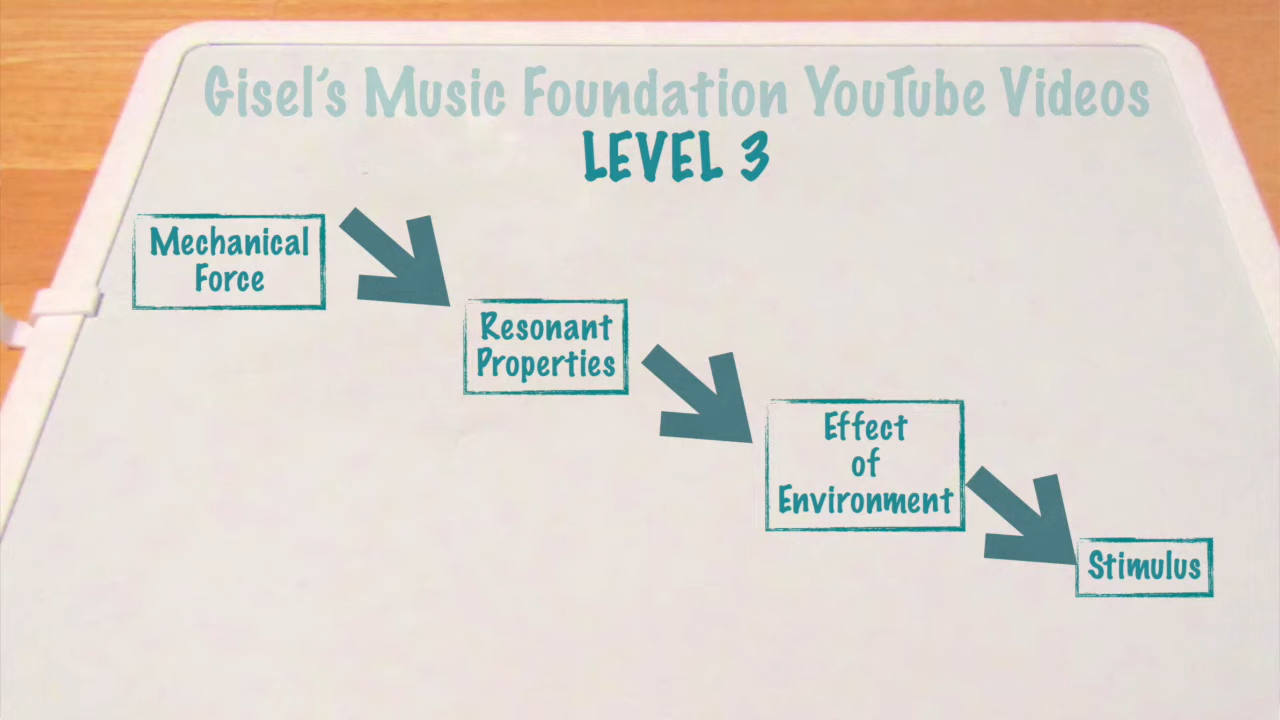 Gisel's Music Foundation YouTube Videos
LEVEL 3
Mechanical
Force
Resonant
Properties
Effect
of
Environment
Stimulus